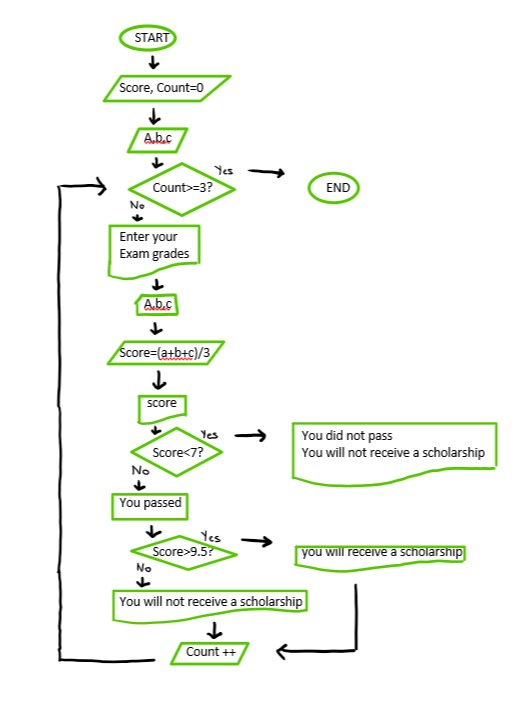 START
Score, Count=0
A,b,c
Count>=3?
Yes
END
No
Enter your
Exam grades
A,b,c
Score=(a+b+c)/3
score
Score<7?
Yes
You did not pass
You will not receive a scholarship
No
You passed
Score>9.5?
Yes
you will receive a scholarship
No
You will not receive a scholarship
Count ++